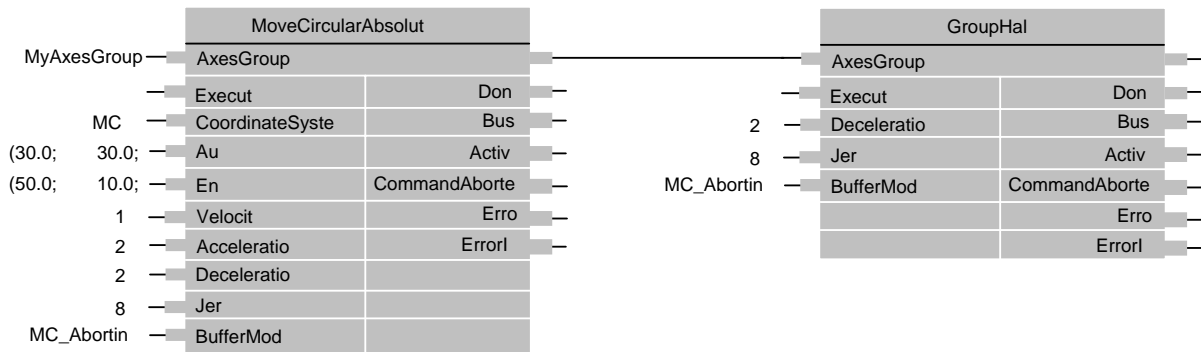 MoveCircularAbsolut
MyAxesGroup AxesGroup
Execut Don
MC CoordinateSyste Bus
(30.0; 30.0; Au Activ
(50.0; 10.0; En CommandAborte
1 Velocit Erro
2 Acceleratio ErrorI
2 Deceleratio
8 Jer
MC_Abortin BufferMod
GroupHal
AxesGroup
Execut Don
2 Deceleratio Bus
8 Jer Activ
MC_Abortin BufferMod CommandAborte
Erro
ErrorI